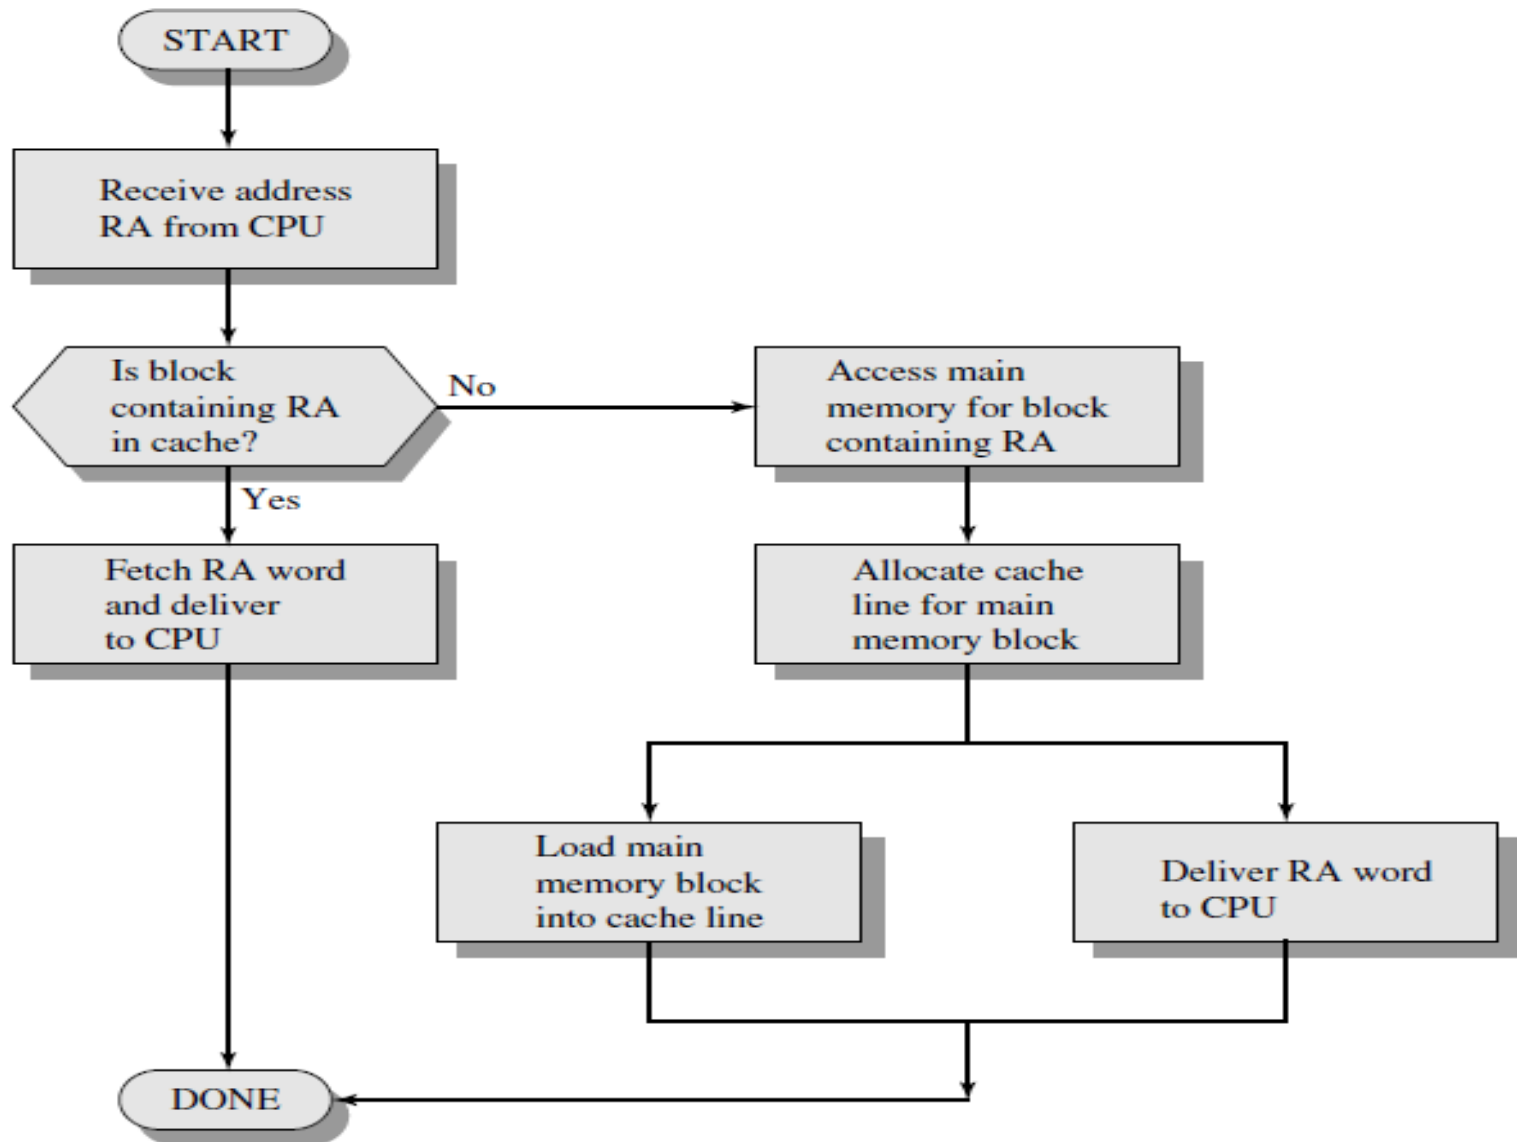 START
Receive address
RA from CPU
Is block
containing RA
in cache?
No
Access main
memory for block
containing RA
Yes
Fetch RA word
and deliver
to CPU
Allocate cache
line for main
memory block
Load main
memory block
into cache line
Deliver RA word
to CPU
DONE